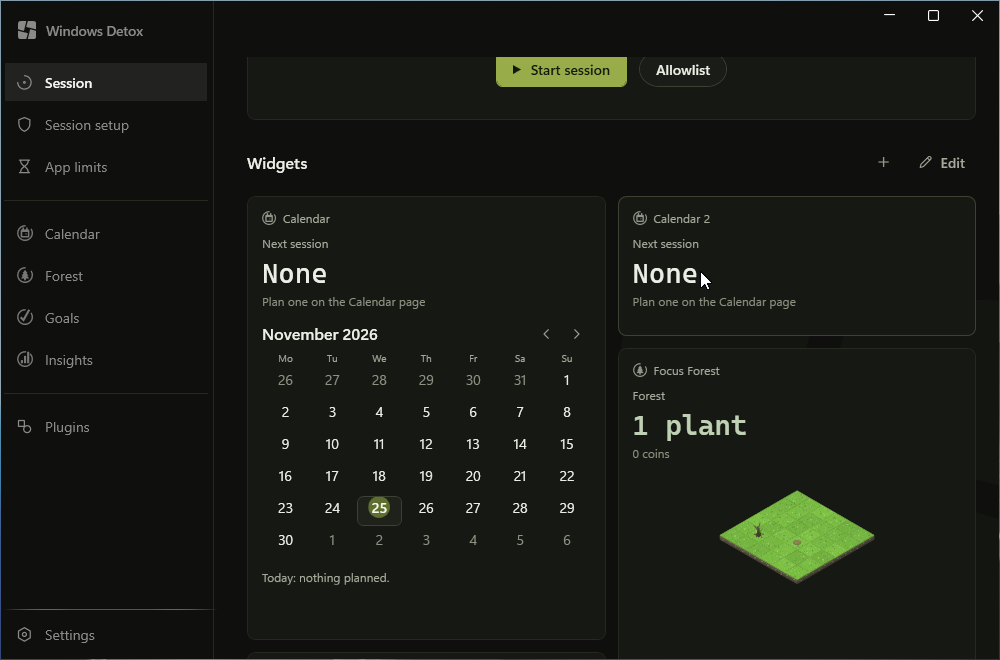 Windows Detox
Session
Session setup
App limits
Calendar
Forest
Goals
Insights
Plugins
Settings
Start session
Allowlist
Widgets
Edit
Calendar
Next session
None
Plan one on the Calendar page
November 2026
Mo Tu We Th Fr Sa Su
26 27 28 29 30 31 1
2 3 4 5 6 7 8
9 10 11 12 13 14 15
16 17 18 19 20 21 22
23 24 25 26 27 28 29
30 1 2 3 4 5 6
Today: nothing planned.
Calendar 2
Next session
None
Plan one on the Calendar page
Focus Forest
Forest
1 plant
0 coins